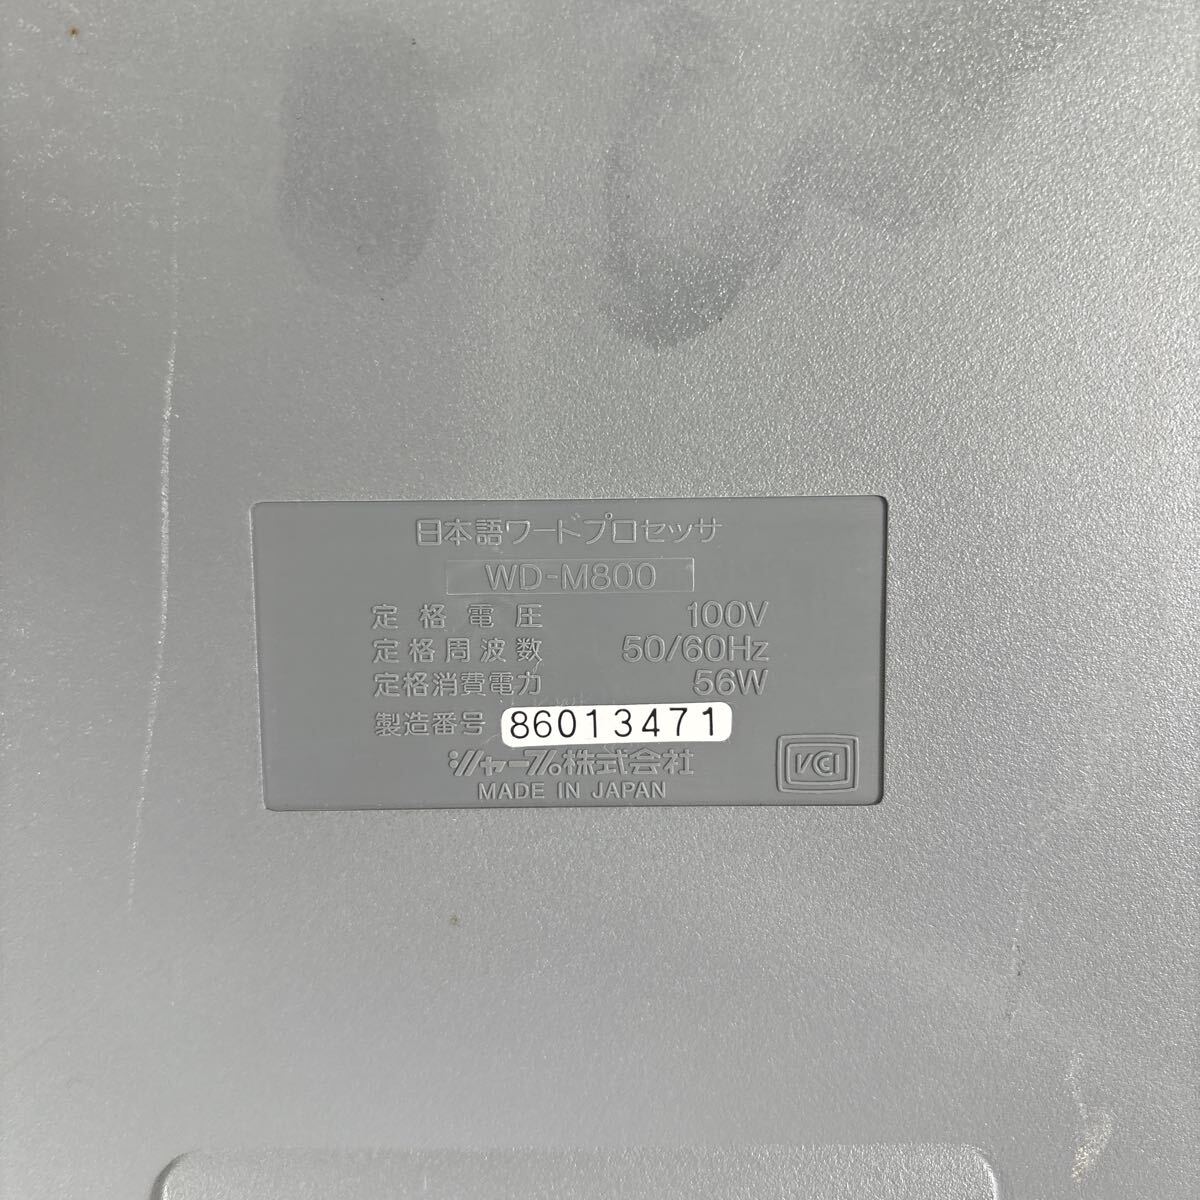 日本語ワードプロセッサ
WD-M800
定格電圧 100V
定格周波数 50/60Hz
定格消費電力 56W
製造番号 86013471
シャープ株式会社
MADE IN JAPAN
VCI